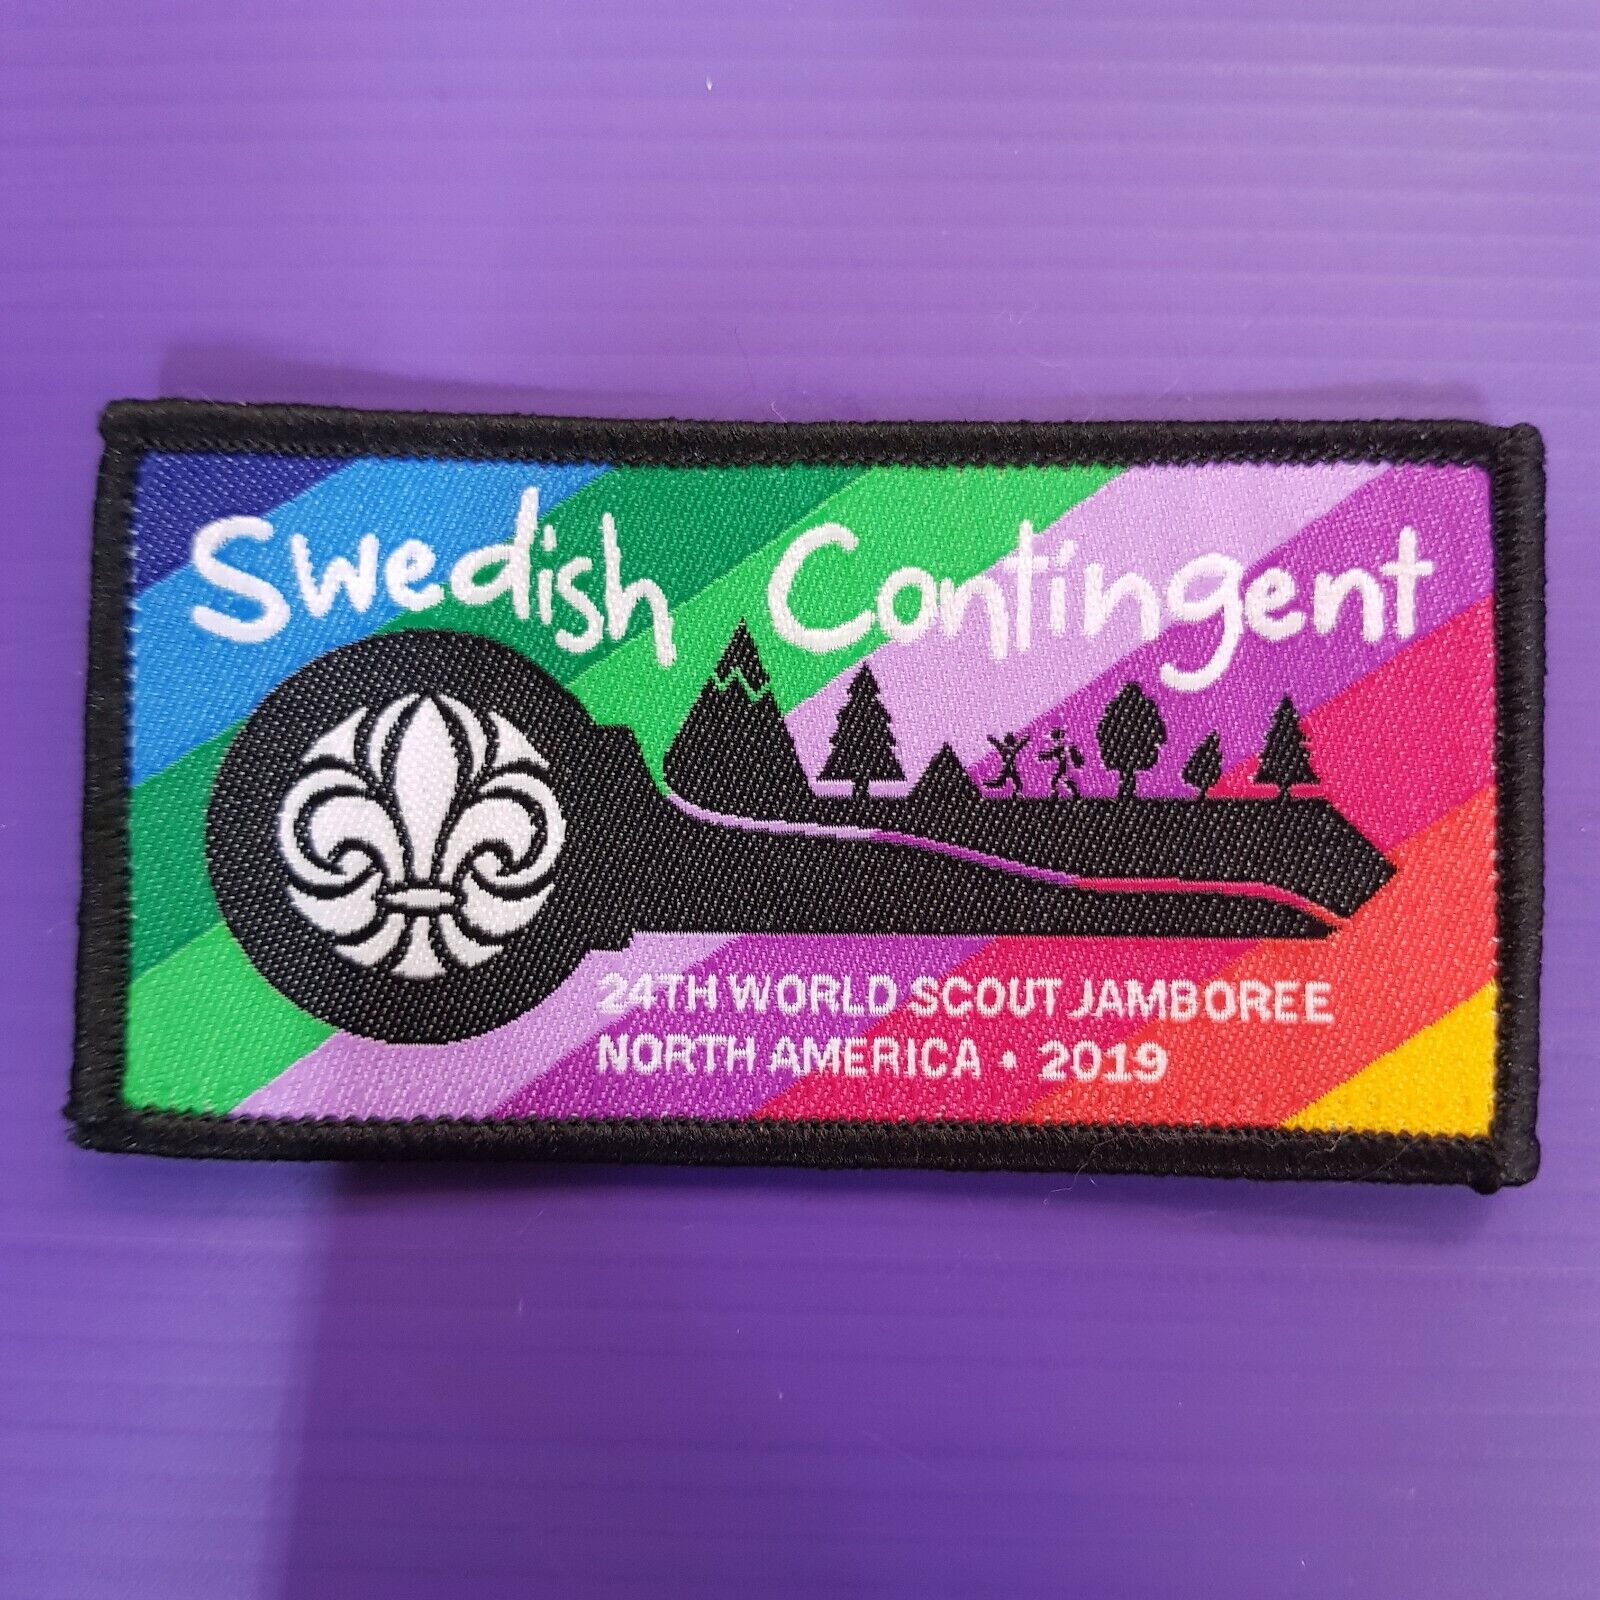 Swedish Contingent
24TH WORLD SCOUT JAMBOREE
NORTH AMERICA • 2019